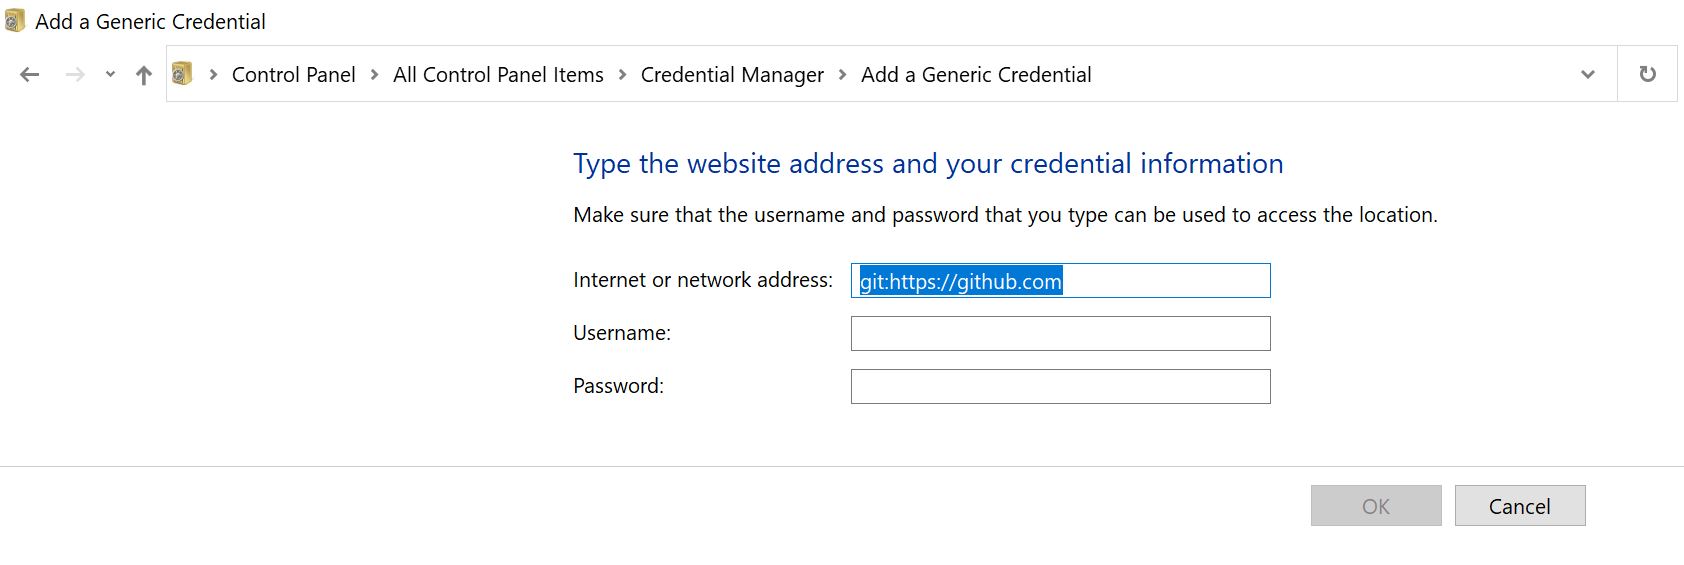 Add a Generic Credential
Control Panel > All Control Panel Items > Credential Manager > Add a Generic Credential
Type the website address and your credential information
Make sure that the username and password that you type can be used to access the location.
Internet or network address: git:https://github.com
Username:
Password:
OK Cancel